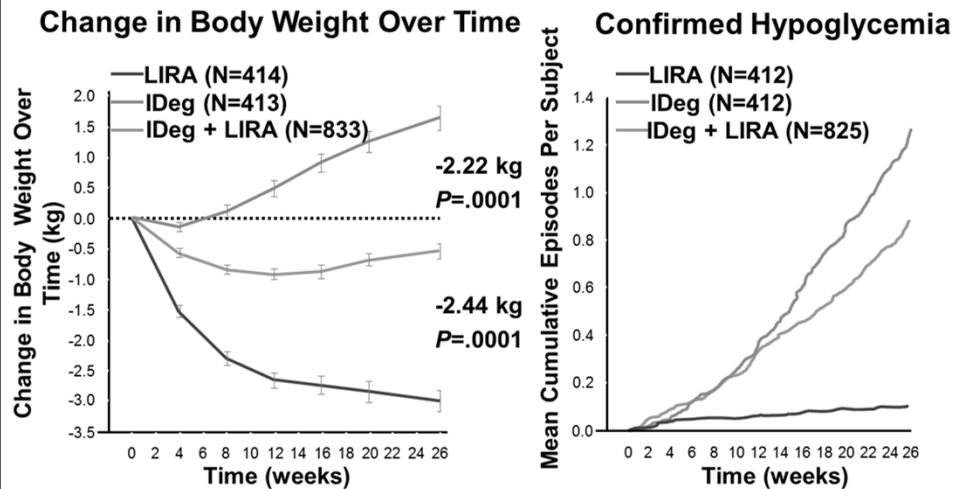 Change in Body Weight Over Time
LIRA (N=414)
IDeg (N=413)
IDeg + LIRA (N=833)
Change in Body Weight Over
Time (kg)
2.0
1.5
1.0
0.5
0.0
-0.5
-1.0
-1.5
-2.0
-2.5
-3.0
-3.5
-2.22 kg
P=.0001
-2.44 kg
P=.0001
0 2 4 6 8 10 12 14 16 18 20 22 24 26
Time (weeks)
Confirmed Hypoglycemia
LIRA (N=412)
IDeg (N=412)
IDeg + LIRA (N=825)
Mean Cumulative Episodes Per Subject
1.4
1.2
1.0
0.8
0.6
0.4
0.2
0.0
0 2 4 6 8 10 12 14 16 18 20 22 24 26
Time (weeks)